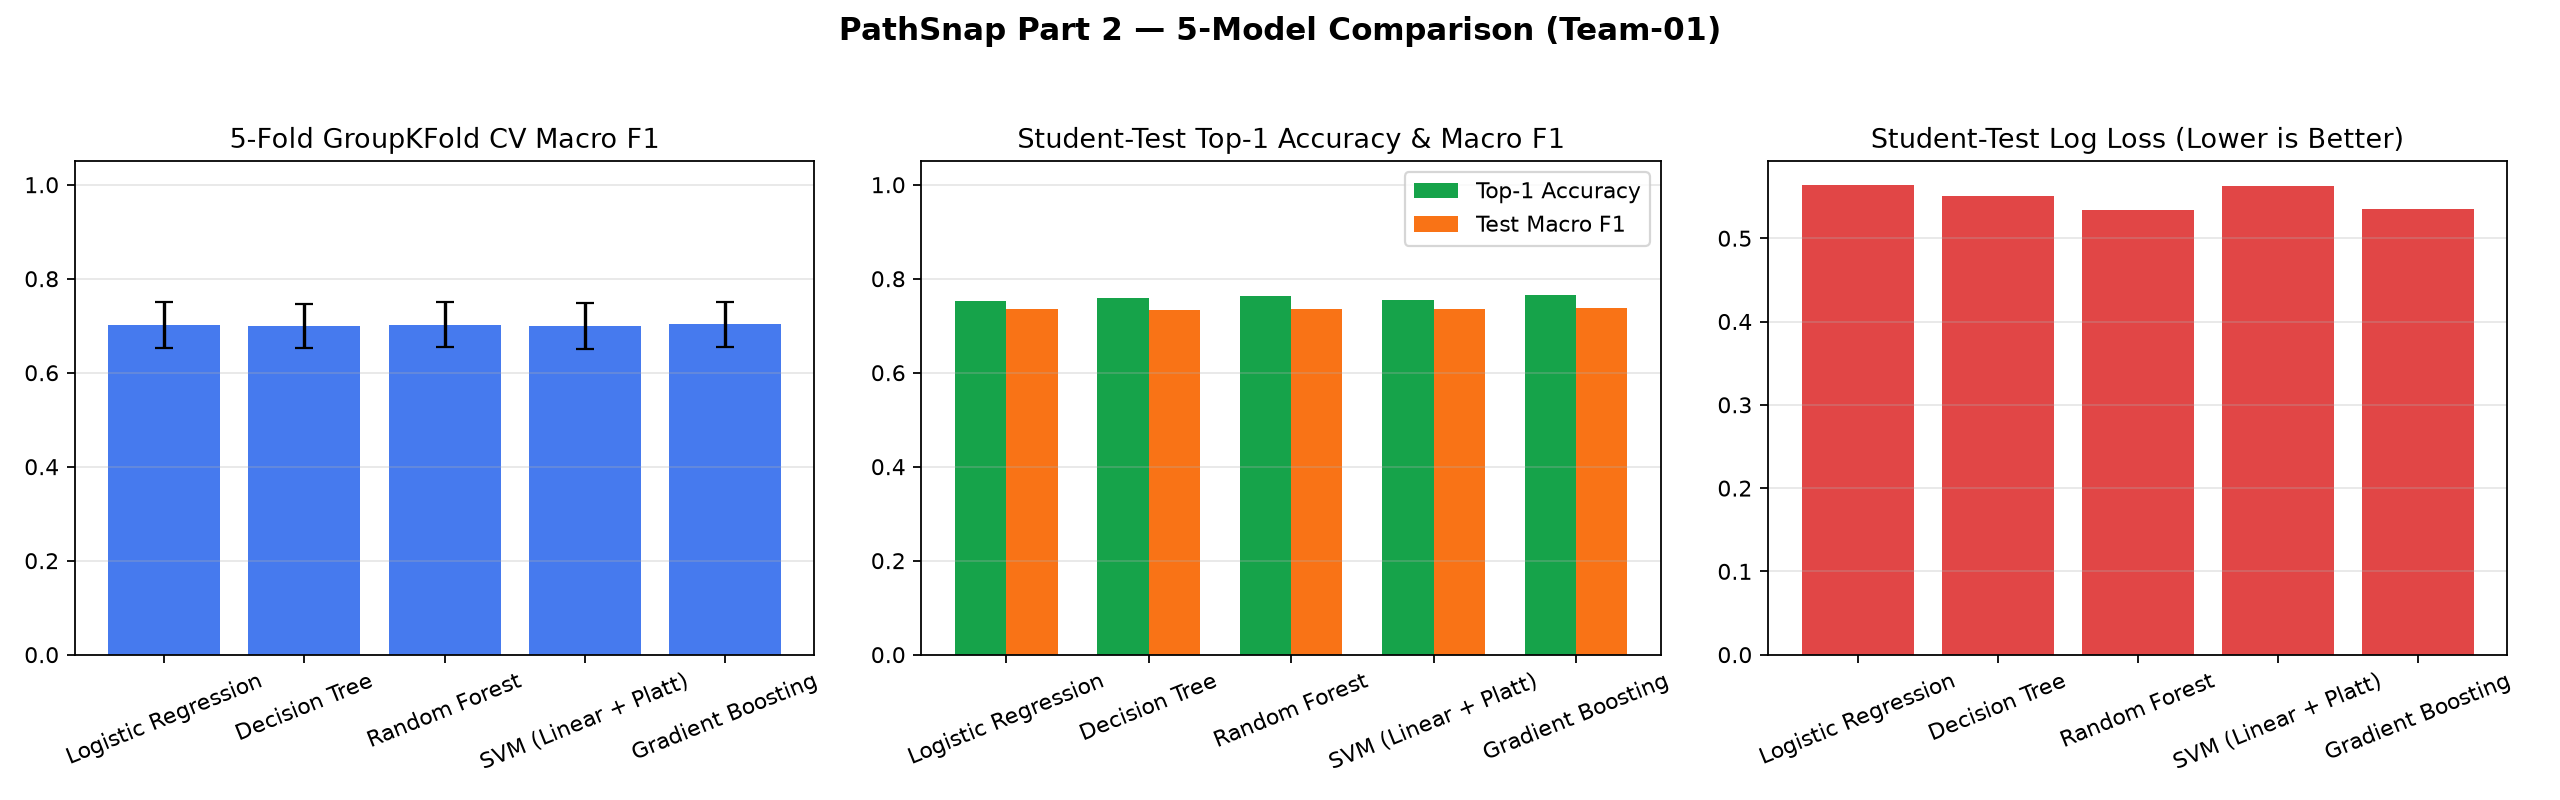 PathSnap Part 2 — 5-Model Comparison (Team-01)
5-Fold GroupKFold CV Macro F1
1.0
0.8
0.6
0.4
0.2
0.0
Logistic Regression
Decision Tree
Random Forest
SVM (Linear + Platt)
Gradient Boosting
Student-Test Top-1 Accuracy & Macro F1
Top-1 Accuracy
Test Macro F1
1.0
0.8
0.6
0.4
0.2
0.0
Logistic Regression
Decision Tree
Random Forest
SVM (Linear + Platt)
Gradient Boosting
Student-Test Log Loss (Lower is Better)
0.5
0.4
0.3
0.2
0.1
0.0
Logistic Regression
Decision Tree
Random Forest
SVM (Linear + Platt)
Gradient Boosting